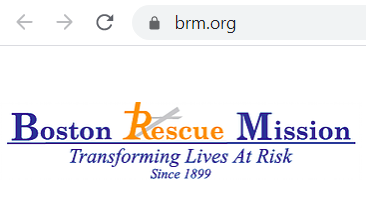 brm.org
Boston Rescue Mission
Transforming Lives At Risk
Since 1899